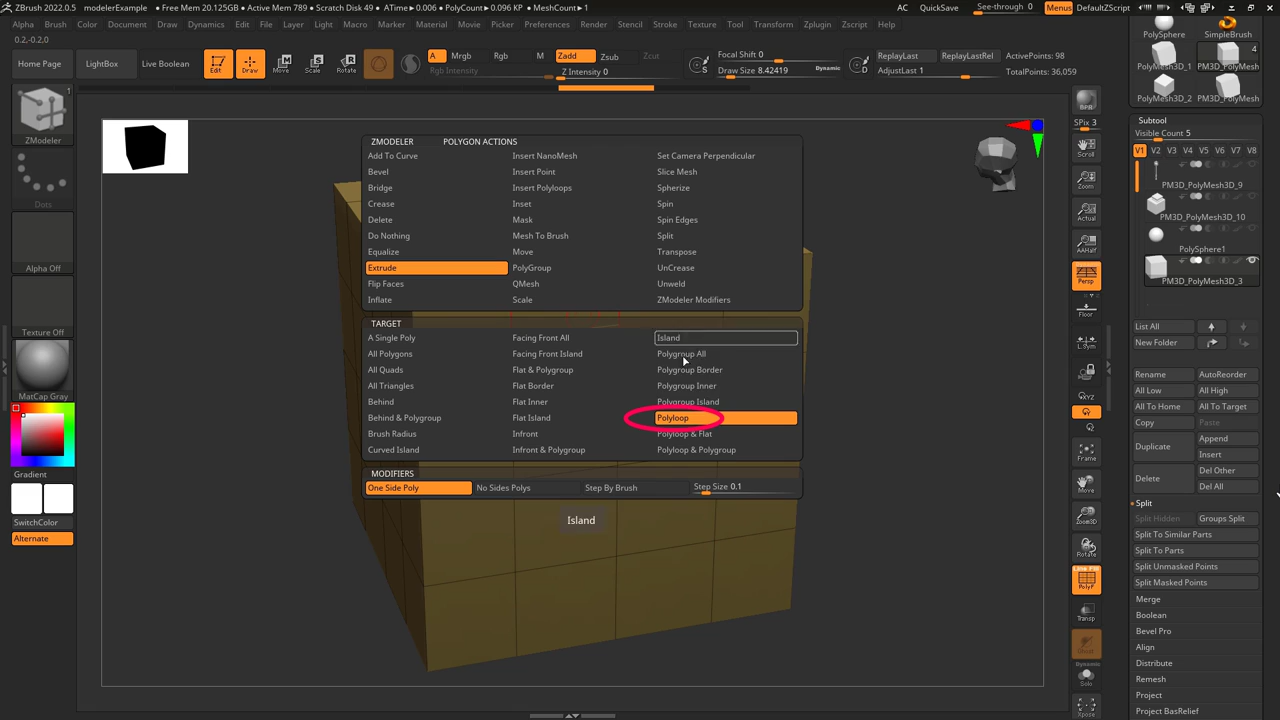 ZBrush 2022.0.5 modelerExample • Free Mem 20.125GB • Active Mem 789 • Scratch Disk 49 • ATime►0.006 • PolyCount►0.096 KP • MeshCount►1 AC QuickSave See-through 0 Menus DefaultZScript
Alpha Brush Color Document Draw Dynamics Edit File Layer Light Macro Marker Material Movie Picker Preferences Render Stencil Stroke Texture Tool Transform Zplugin Zscript Help
0.2,-0.2,0
Home Page LightBox Live Boolean Edit Draw Move Scale Rotate
A Mrgb Rgb M Zadd Zsub Zcut
Rgb Intensity Z Intensity 0
Focal Shift 0
Draw Size 8.42419 Dynamic
S D
ReplayLast ReplayLastRel ActivePoints: 98
AdjustLast 1 TotalPoints: 36,059
PolySphere SimpleBrush
4
PolyMesh3D_1 PM3D_PolyMesh
PolyMesh3D_2 PM3D_PolyMesh
1
ZModeler
Dots
Alpha Off
Texture Off
MatCap Gray
Gradient
SwitchColor
Alternate
ZMODELER POLYGON ACTIONS
Add To Curve Insert NanoMesh Set Camera Perpendicular
Bevel Insert Point Slice Mesh
Bridge Insert Polyloops Spherize
Crease Inset Spin
Delete Mask Spin Edges
Do Nothing Mesh To Brush Split
Equalize Move Transpose
Extrude PolyGroup UnCrease
Flip Faces QMesh Unweld
Inflate Scale ZModeler Modifiers
TARGET
A Single Poly Facing Front All Island
All Polygons Facing Front Island Polygroup All
All Quads Flat & Polygroup Polygroup Border
All Triangles Flat Border Polygroup Inner
Behind Flat Inner Polygroup Island
Behind & Polygroup Flat Island Polyloop
Brush Radius Infront Polyloop & Flat
Curved Island Infront & Polygroup Polyloop & Polygroup
MODIFIERS
One Side Poly No Sides Polys Step By Brush Step Size 0.1
Island
BPR
SPix 3
Scroll
Zoom
Actual
AAHalf
Persp
Floor
L.Sym
XYZ
Frame
Move
Zoom3D
Rotate
Line Fill
PolyF
Transp
Ghost
Dynamic
Solo
Xpose
Subtool
Visible Count 5
V1 V2 V3 V4 V5 V6 V7 V8
PM3D_PolyMesh3D_9
PM3D_PolyMesh3D_10
PolySphere1
PM3D_PolyMesh3D_3
List All
New Folder
Rename AutoReorder
All Low All High
All To Home All To Target
Copy
Duplicate Append
Insert
Delete Del Other
Del All
Split
Split Hidden Groups Split
Split To Similar Parts
Split To Parts
Split Unmasked Points
Split Masked Points
Merge
Boolean
Bevel Pro
Align
Distribute
Remesh
Project
Project BasRelief